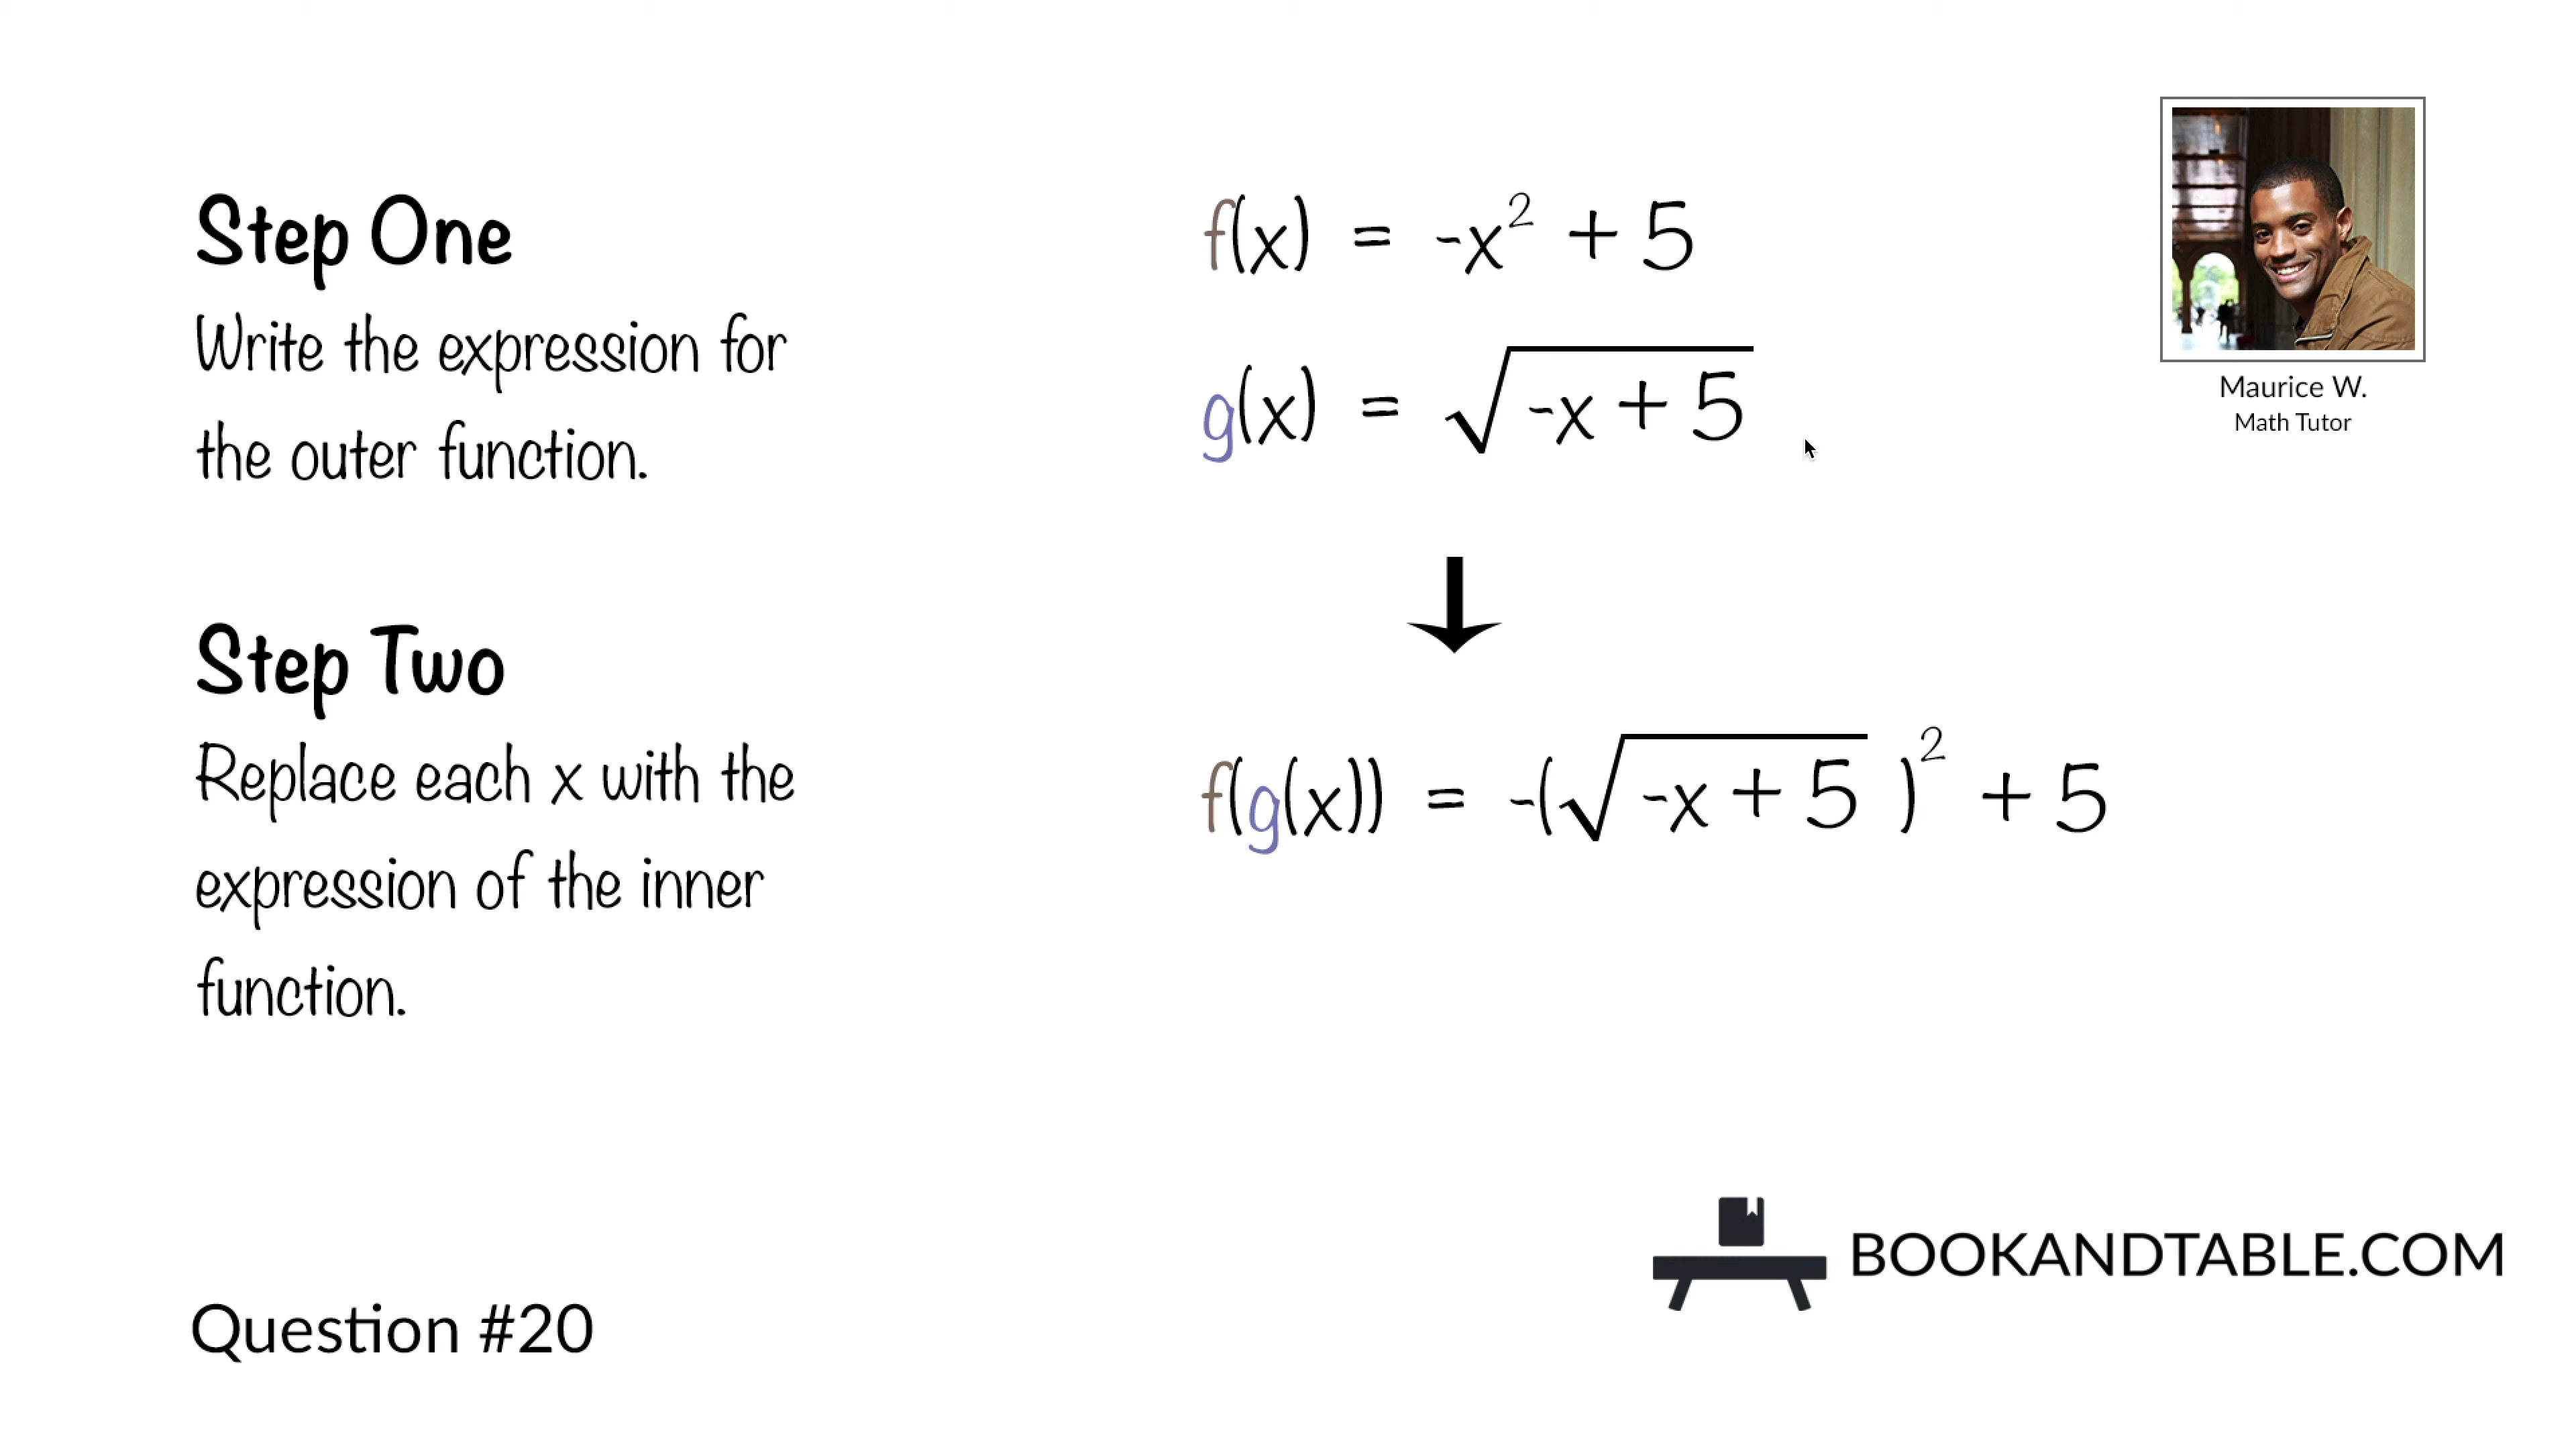 Step One
Write the expression for
the outer function.
Step Two
Replace each x with the
expression of the inner
function.
f(x) = -x² + 5
g(x) = √(-x + 5)
f(g(x)) = -(√(-x + 5))² + 5
Maurice W.
Math Tutor
Question #20
BOOKANDTABLE.COM